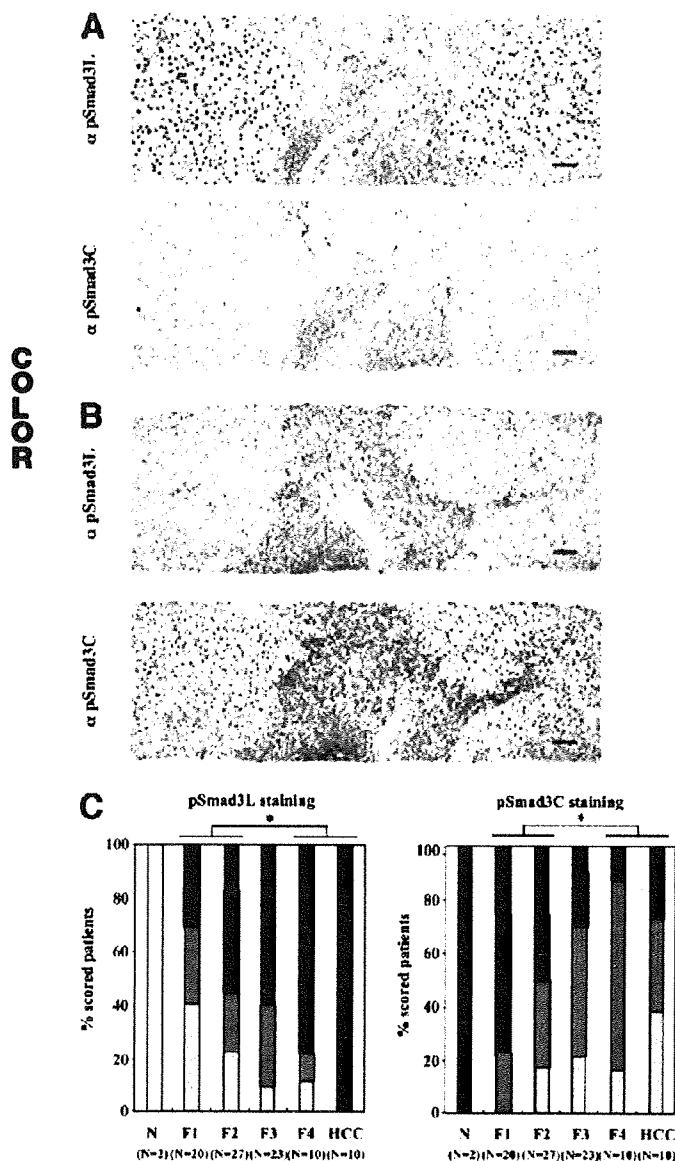 A
α pSmad3L
α pSmad3C
COLOR
B
α pSmad3L
α pSmad3C
C
pSmad3L staining
*
% scored patients
100
80
60
40
20
0
N F1 F2 F3 F4 HCC
(N=2) (N=20) (N=27) (N=23) (N=10) (N=10)
pSmad3C staining
*
% scored patients
100
80
60
40
20
0
N F1 F2 F3 F4 HCC
(N=2) (N=20) (N=27) (N=23) (N=10) (N=10)